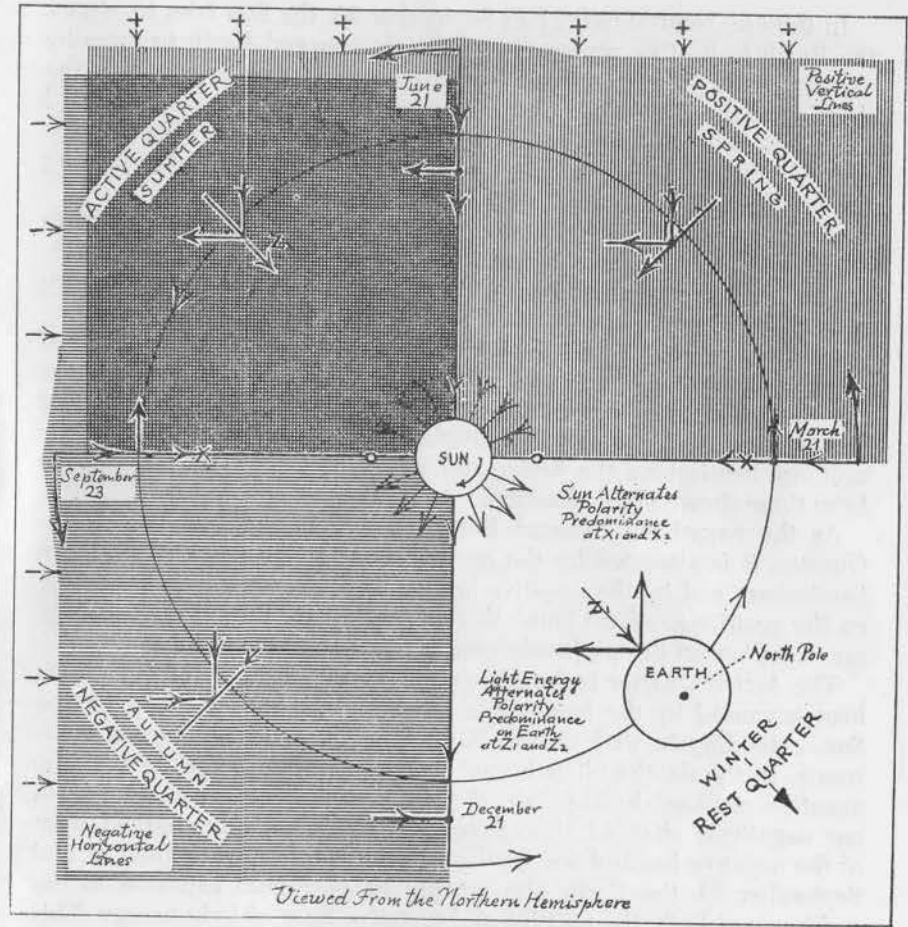 + + + + + +
June
21
Positive
Vertical
Lines
ACTIVE QUARTER
SUMMER
POSITIVE QUARTER
SPRING
Z₂
SUN
March
21
September
23
X
X
Sun Alternates
Polarity
Predominance
at X₁ and X₂
Z₁
EARTH
North Pole
Light Energy
Alternates
Polarity
Predominance
on Earth
at Z₁ and Z₂
WINTER
REST QUARTER
AUTUMN
NEGATIVE QUARTER
December
21
Negative
Horizontal
Lines
Viewed From the Northern Hemisphere